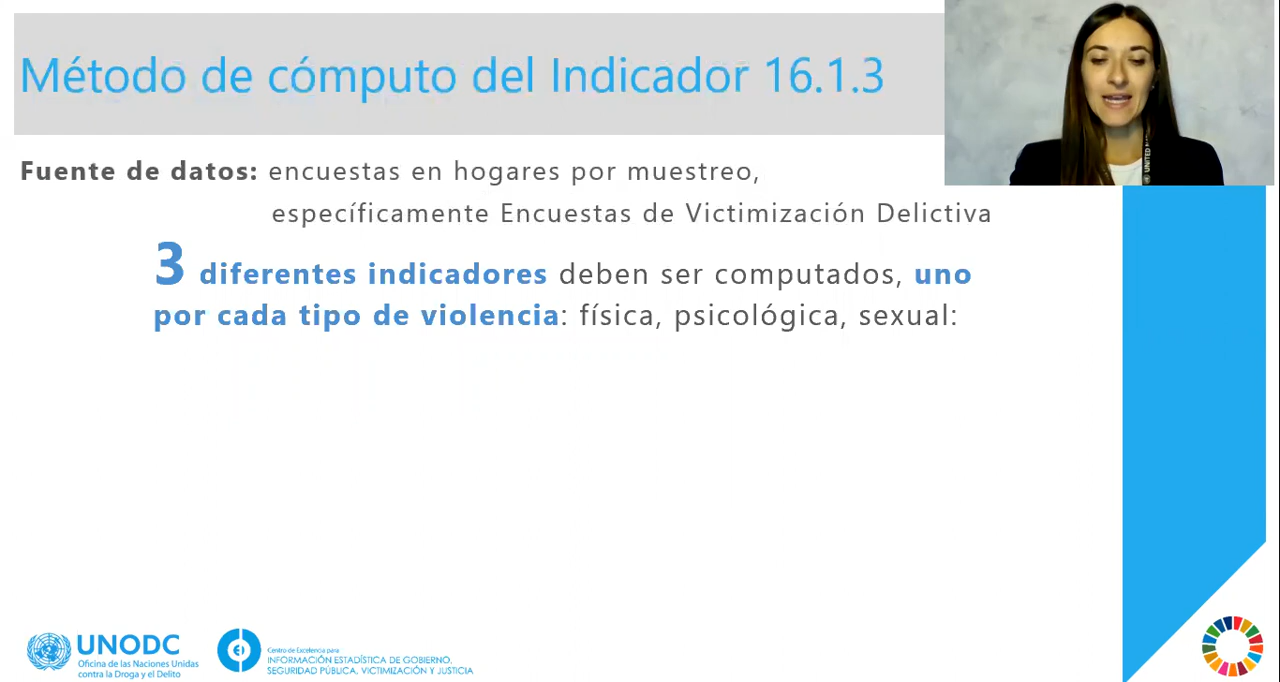 Método de cómputo del Indicador 16.1.3
Fuente de datos: encuestas en hogares por muestreo,
específicamente Encuestas de Victimización Delictiva
3 diferentes indicadores deben ser computados, uno
por cada tipo de violencia: física, psicológica, sexual:
UNODC
Oficina de las Naciones Unidas
contra la Droga y el Delito
Centro de Excelencia para
INFORMACIÓN ESTADÍSTICA DE GOBIERNO,
SEGURIDAD PÚBLICA, VICTIMIZACIÓN Y JUSTICIA